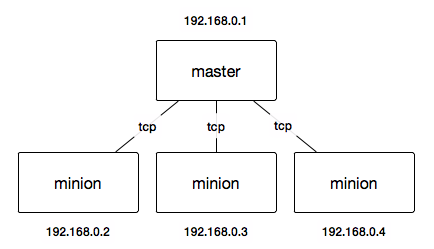 192.168.0.1
master
tcp tcp tcp
minion minion minion
192.168.0.2 192.168.0.3 192.168.0.4